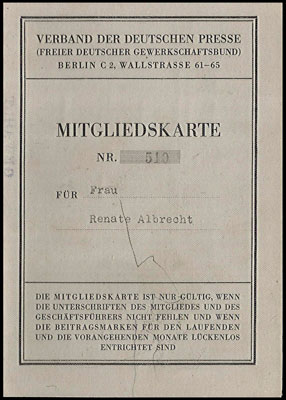 VERBAND DER DEUTSCHEN PRESSE
(FREIER DEUTSCHER GEWERKSCHAFTSBUND)
BERLIN C 2, WALLSTRASSE 61-65
MITGLIEDSKARTE
NR. 510
FÜR Frau
Renate Albrecht
DIE MITGLIEDSKARTE IST NUR GÜLTIG, WENN
DIE UNTERSCHRIFTEN DES MITGLIEDES UND DES
GESCHÄFTSFÜHRERS NICHT FEHLEN UND WENN
DIE BEITRAGSMARKEN FÜR DEN LAUFENDEN
UND DIE VORANGEHENDEN MONATE LÜCKENLOS
ENTRICHTET SIND